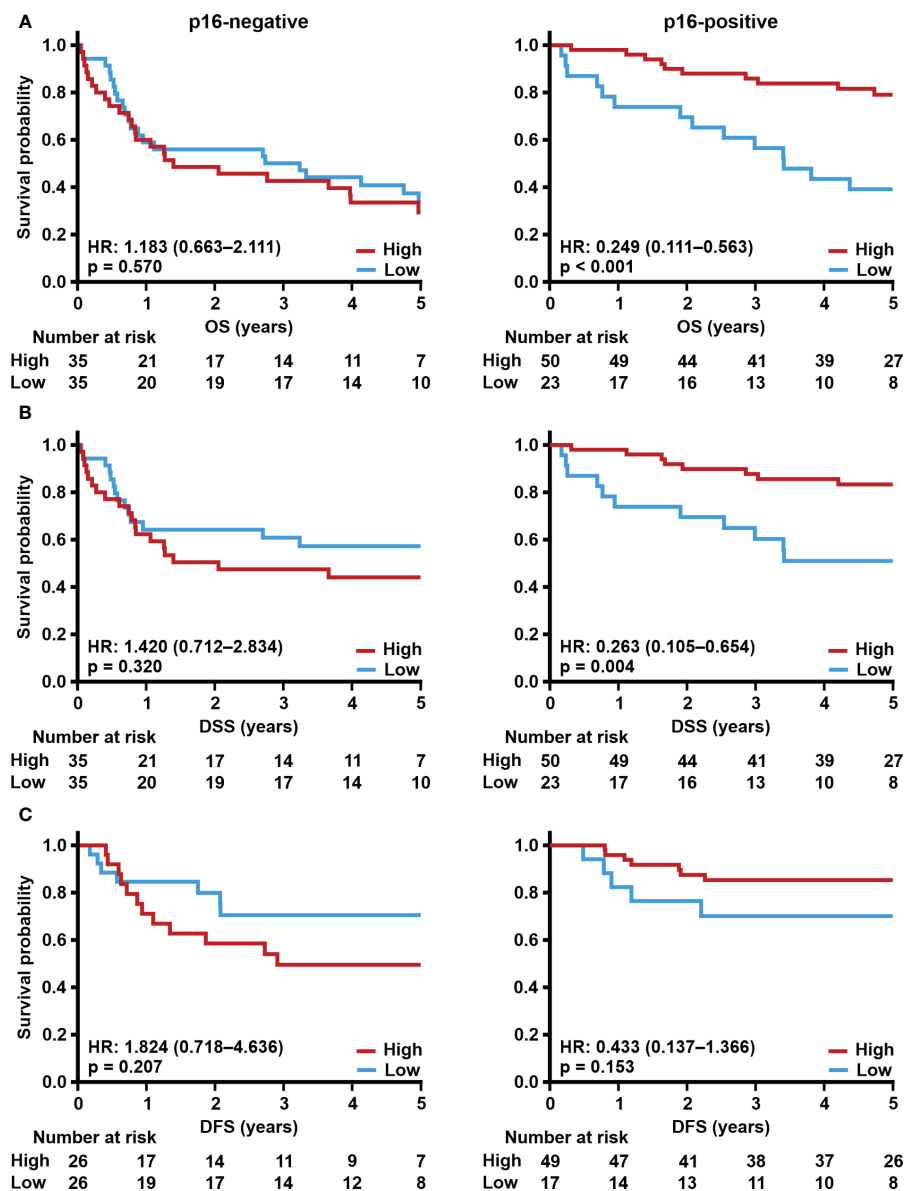 A
p16-negative
p16-positive
Survival probability
1.0
0.8
0.6
0.4
0.2
0.0
HR: 1.183 (0.663–2.111)
p = 0.570
High
Low
0 1 2 3 4 5
OS (years)
Number at risk
High 35 21 17 14 11 7
Low 35 20 19 17 14 10
1.0
0.8
0.6
0.4
0.2
0.0
HR: 0.249 (0.111–0.563)
p < 0.001
High
Low
0 1 2 3 4 5
OS (years)
Number at risk
High 50 49 44 41 39 27
Low 23 17 16 13 10 8
B
Survival probability
1.0
0.8
0.6
0.4
0.2
0.0
HR: 1.420 (0.712–2.834)
p = 0.320
High
Low
0 1 2 3 4 5
DSS (years)
Number at risk
High 35 21 17 14 11 7
Low 35 20 19 17 14 10
1.0
0.8
0.6
0.4
0.2
0.0
HR: 0.263 (0.105–0.654)
p = 0.004
High
Low
0 1 2 3 4 5
DSS (years)
Number at risk
High 50 49 44 41 39 27
Low 23 17 16 13 10 8
C
Survival probability
1.0
0.8
0.6
0.4
0.2
0.0
HR: 1.824 (0.718–4.636)
p = 0.207
High
Low
0 1 2 3 4 5
DFS (years)
Number at risk
High 26 17 14 11 9 7
Low 26 19 17 14 12 8
1.0
0.8
0.6
0.4
0.2
0.0
HR: 0.433 (0.137–1.366)
p = 0.153
High
Low
0 1 2 3 4 5
DFS (years)
Number at risk
High 49 47 41 38 37 26
Low 17 14 13 11 10 8